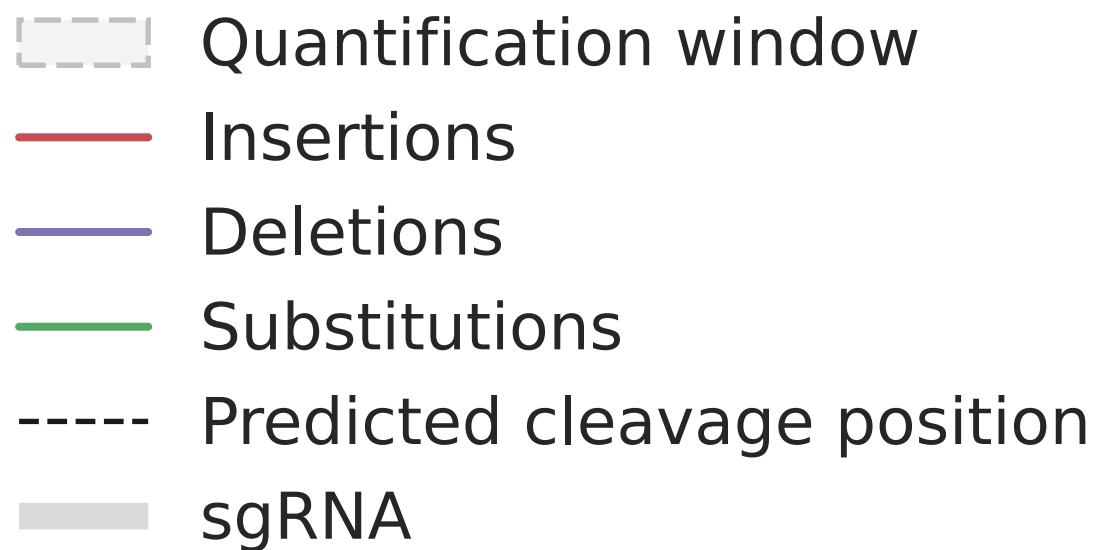 Quantification window
Insertions
Deletions
Substitutions
Predicted cleavage position
sgRNA